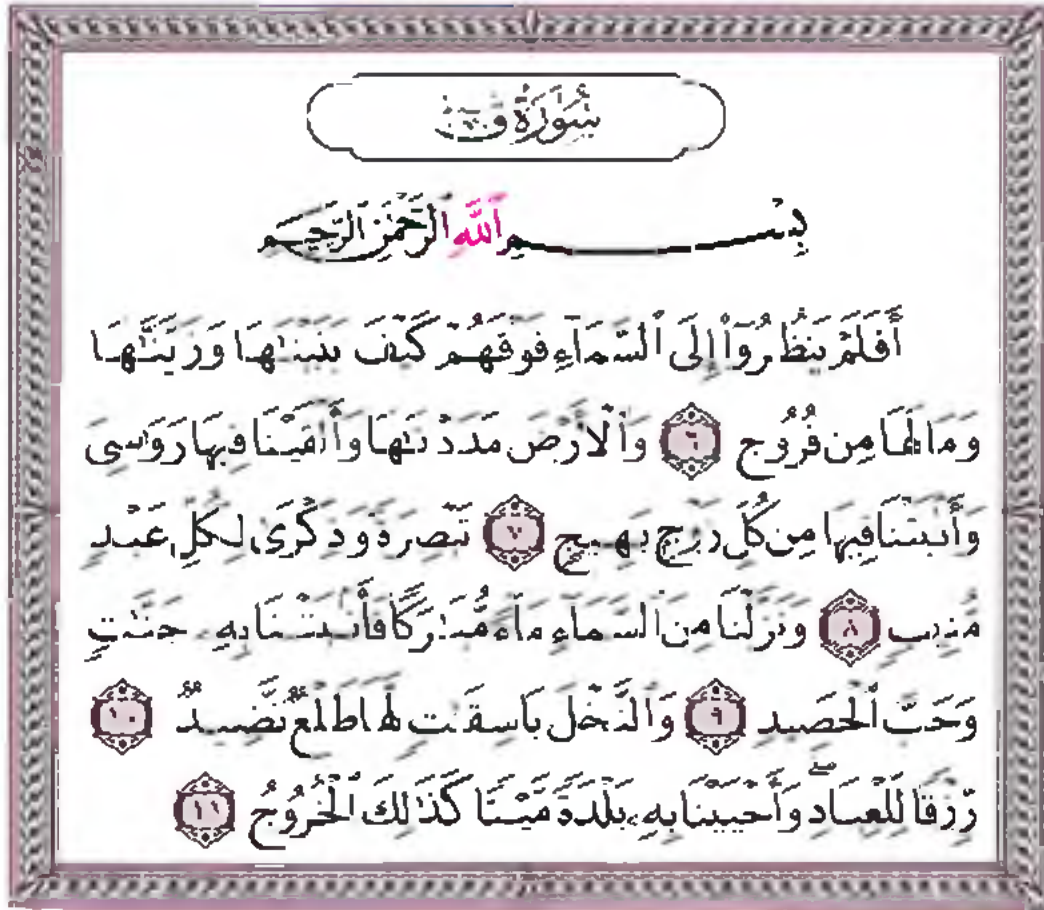 سُورَةُ قٓ
بِسْمِ ٱللَّهِ ٱلرَّحْمَٰنِ ٱلرَّحِيمِ
أَفَلَمْ يَنظُرُوٓا۟ إِلَى ٱلسَّمَآءِ فَوْقَهُمْ كَيْفَ بَنَيْنَٰهَا وَزَيَّنَّٰهَا
وَمَا لَهَا مِن فُرُوجٍ ٦ وَٱلْأَرْضَ مَدَدْنَٰهَا وَأَلْقَيْنَا فِيهَا رَوَٰسِىَ
وَأَنۢبَتْنَا فِيهَا مِن كُلِّ زَوْجٍۭ بَهِيجٍ ٧ تَبْصِرَةً وَذِكْرَىٰ لِكُلِّ عَبْدٍ
مُّنِيبٍ ٨ وَنَزَّلْنَا مِنَ ٱلسَّمَآءِ مَآءً مُّبَٰرَكًا فَأَنۢبَتْنَا بِهِۦ جَنَّٰتٍ
وَحَبَّ ٱلْحَصِيدِ ٩ وَٱلنَّخْلَ بَاسِقَٰتٍ لَّهَا طَلْعٌ نَّضِيدٌ ١٠
رِّزْقًا لِّلْعِبَادِ ۖ وَأَحْيَيْنَا بِهِۦ بَلْدَةً مَّيْتًا ۚ كَذَٰلِكَ ٱلْخُرُوجُ ١١